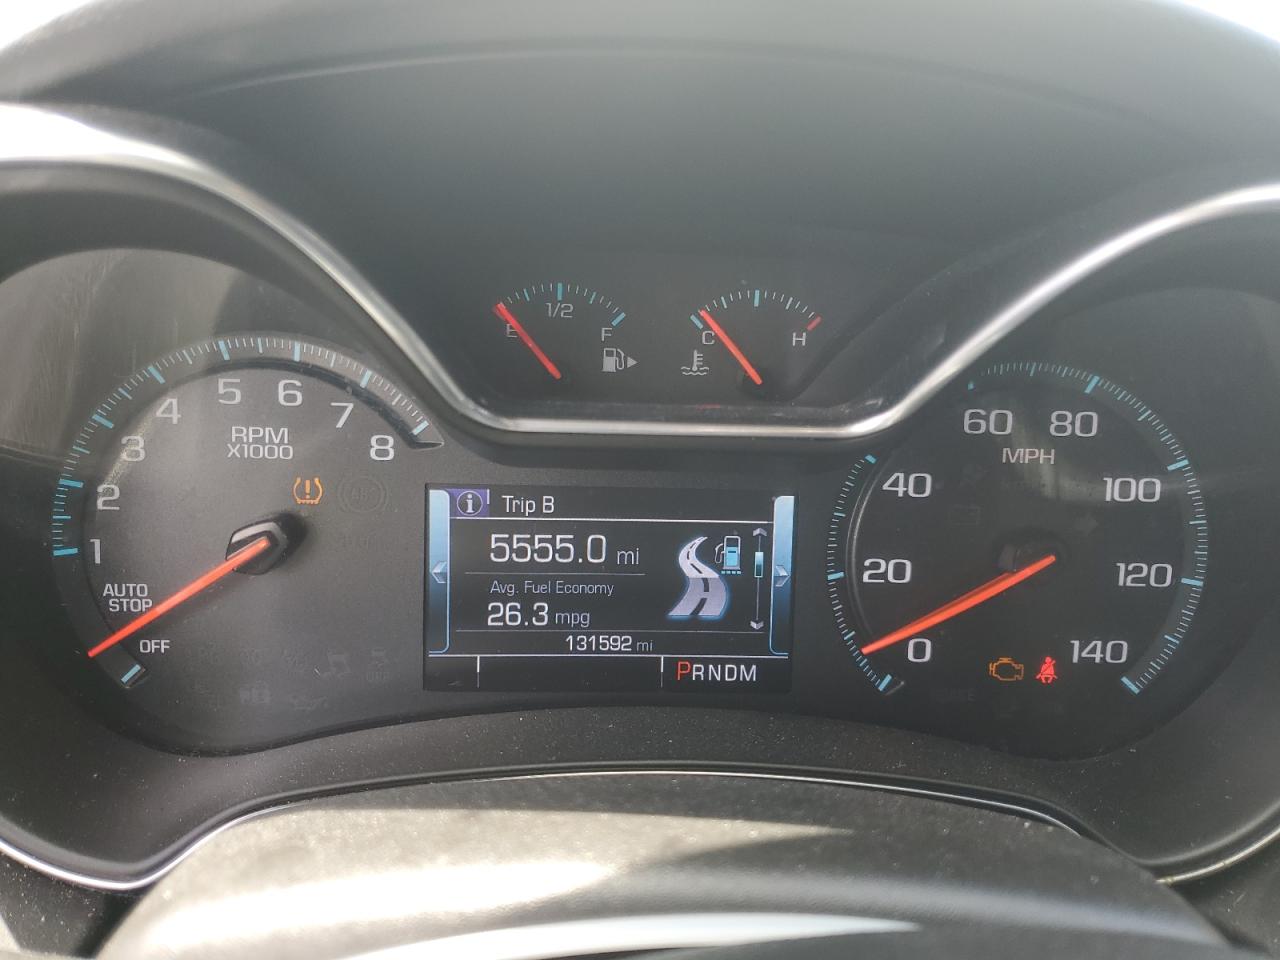 1/2
E F
C H
5 6
4 7
3 8
RPM
X1000
2
1
AUTO
STOP
OFF
Trip B
5555.0 mi
Avg. Fuel Economy
26.3 mpg
131592 mi
PRNDM
60 80
MPH
40 100
20 120
0 140